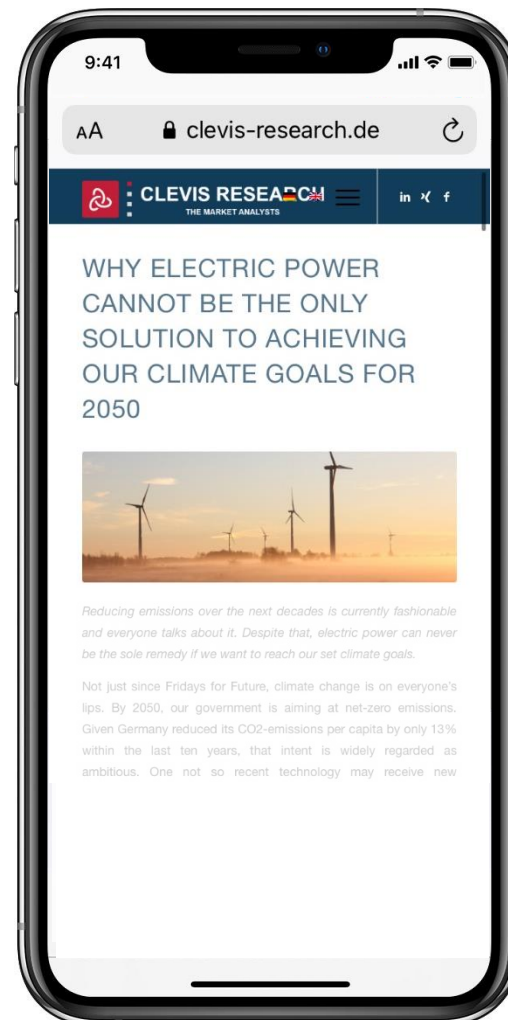 9:41
AA clevis-research.de
CLEVIS RESEARCH
THE MARKET ANALYSTS
in f
WHY ELECTRIC POWER
CANNOT BE THE ONLY
SOLUTION TO ACHIEVING
OUR CLIMATE GOALS FOR
2050
Reducing emissions over the next decades is currently fashionable
and everyone talks about it. Despite that, electric power can never
be the sole remedy if we want to reach our set climate goals.
Not just since Fridays for Future, climate change is on everyone's
lips. By 2050, our government is aiming at net-zero emissions.
Given Germany reduced its CO2-emissions per capita by only 13%
within the last ten years, that intent is widely regarded as
ambitious. One not so recent technology may receive new